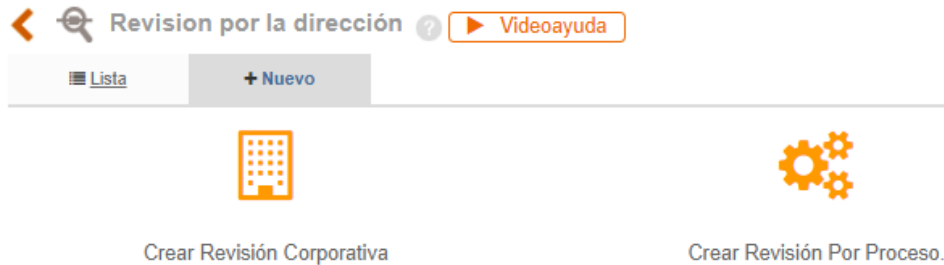 Revision por la dirección ? Videoayuda
Lista + Nuevo
Crear Revisión Corporativa Crear Revisión Por Proceso.